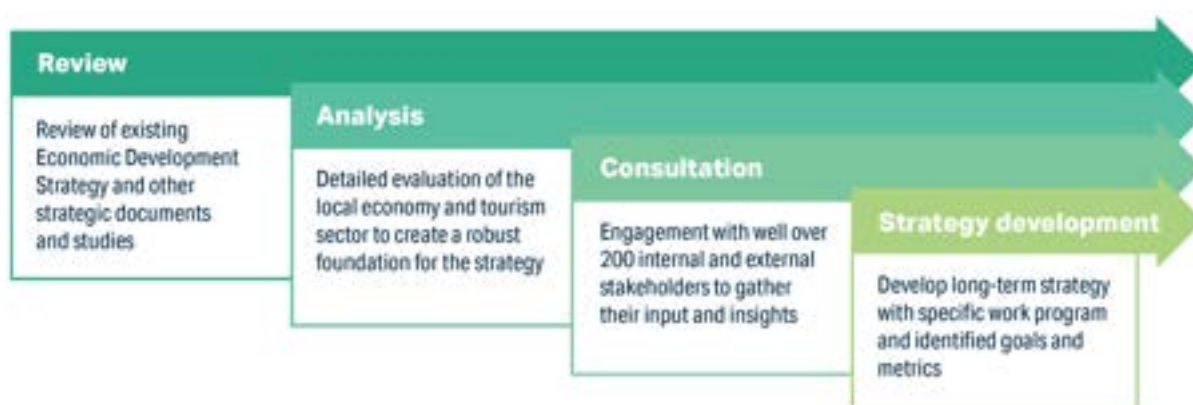 Review
Review of existing
Economic Development
Strategy and other
strategic documents
and studies
Analysis
Detailed evaluation of the
local economy and tourism
sector to create a robust
foundation for the strategy
Consultation
Engagement with well over
200 internal and external
stakeholders to gather
their input and insights
Strategy development
Develop long-term strategy
with specific work program
and identified goals and
metrics